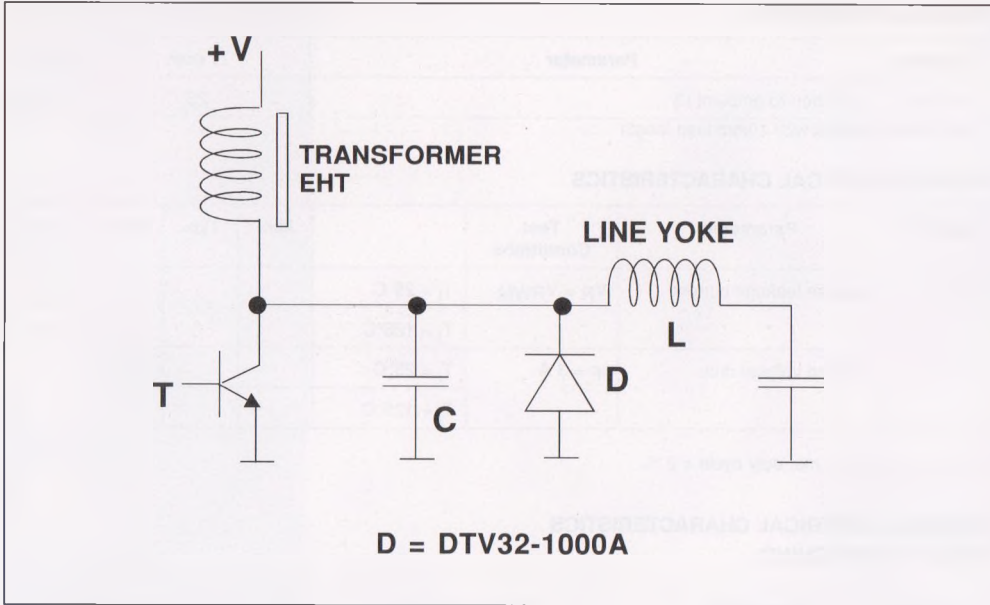 +V
TRANSFORMER
EHT
LINE YOKE
L
T
C
D
D = DTV32-1000A